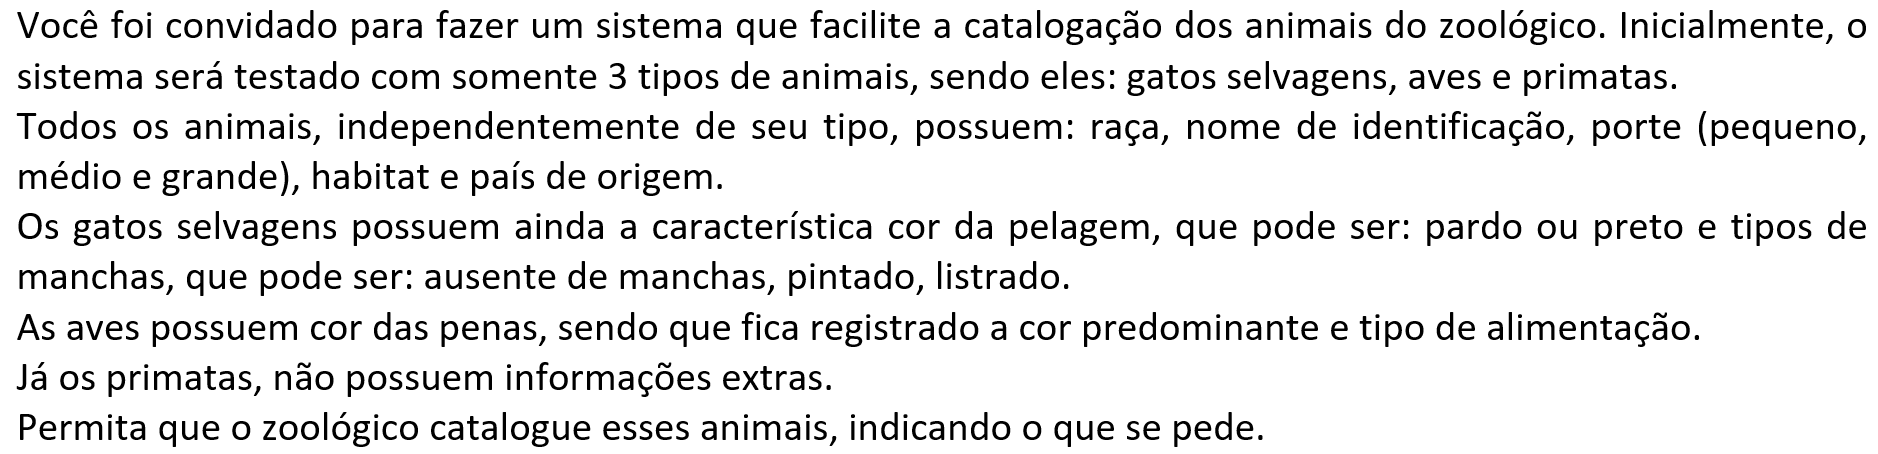 Você foi convidado para fazer um sistema que facilite a catalogação dos animais do zoológico. Inicialmente, o
sistema será testado com somente 3 tipos de animais, sendo eles: gatos selvagens, aves e primatas.
Todos os animais, independentemente de seu tipo, possuem: raça, nome de identificação, porte (pequeno,
médio e grande), habitat e país de origem.
Os gatos selvagens possuem ainda a característica cor da pelagem, que pode ser: pardo ou preto e tipos de
manchas, que pode ser: ausente de manchas, pintado, listrado.
As aves possuem cor das penas, sendo que fica registrado a cor predominante e tipo de alimentação.
Já os primatas, não possuem informações extras.
Permita que o zoológico catalogue esses animais, indicando o que se pede.